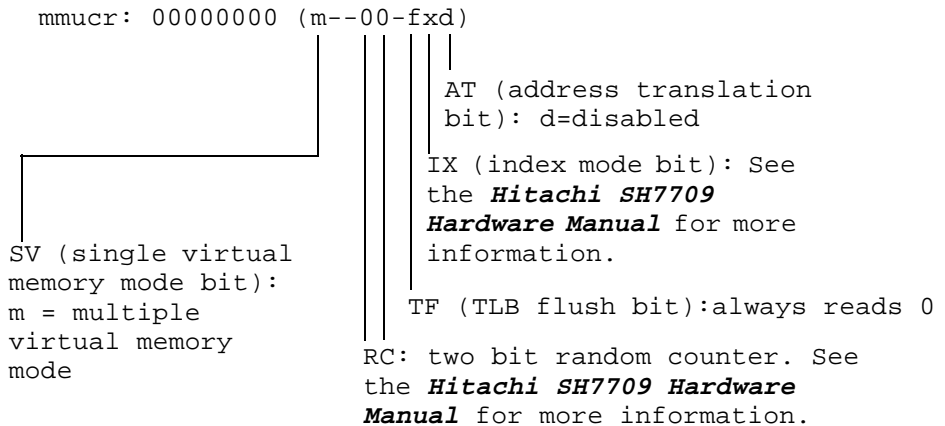 mmucr: 00000000 (m--00-fxd)
AT (address translation
bit): d=disabled
IX (index mode bit): See
the Hitachi SH7709
Hardware Manual for more
information.
SV (single virtual
memory mode bit):
m = multiple
virtual memory
mode
TF (TLB flush bit):always reads 0
RC: two bit random counter. See
the Hitachi SH7709 Hardware
Manual for more information.